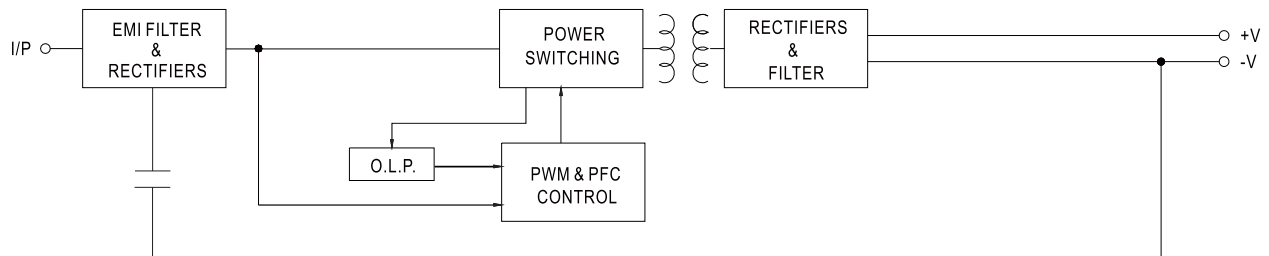 I/P
EMI FILTER
&
RECTIFIERS
POWER
SWITCHING
RECTIFIERS
&
FILTER
+V
-V
O.L.P.
PWM & PFC
CONTROL